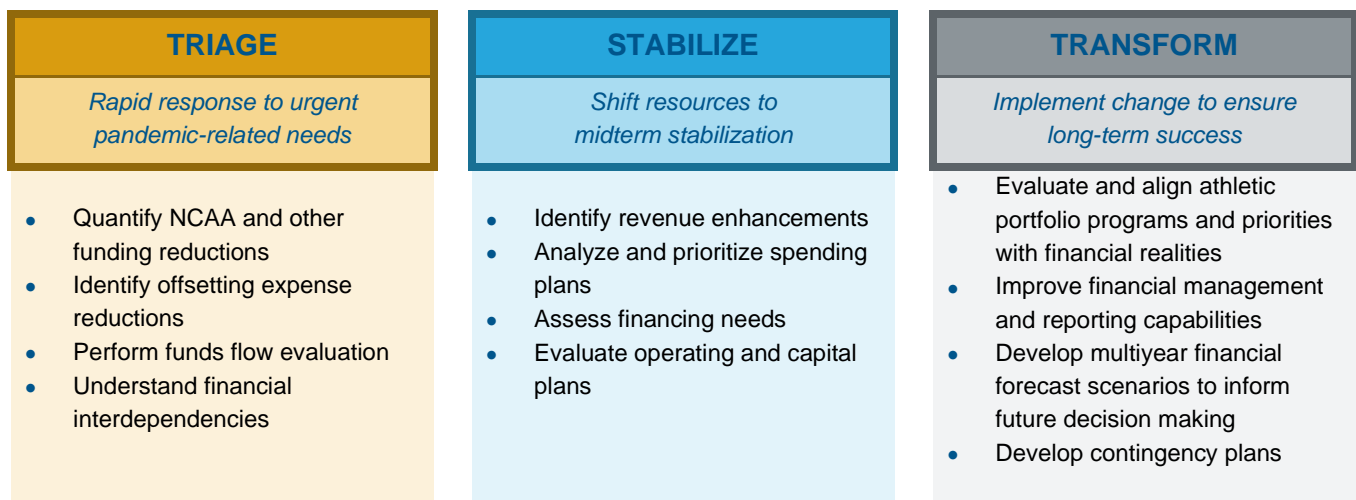 TRIAGE
Rapid response to urgent
pandemic-related needs
• Quantify NCAA and other
funding reductions
• Identify offsetting expense
reductions
• Perform funds flow evaluation
• Understand financial
interdependencies
STABILIZE
Shift resources to
midterm stabilization
• Identify revenue enhancements
• Analyze and prioritize spending
plans
• Assess financing needs
• Evaluate operating and capital
plans
TRANSFORM
Implement change to ensure
long-term success
• Evaluate and align athletic
portfolio programs and priorities
with financial realities
• Improve financial management
and reporting capabilities
• Develop multiyear financial
forecast scenarios to inform
future decision making
• Develop contingency plans